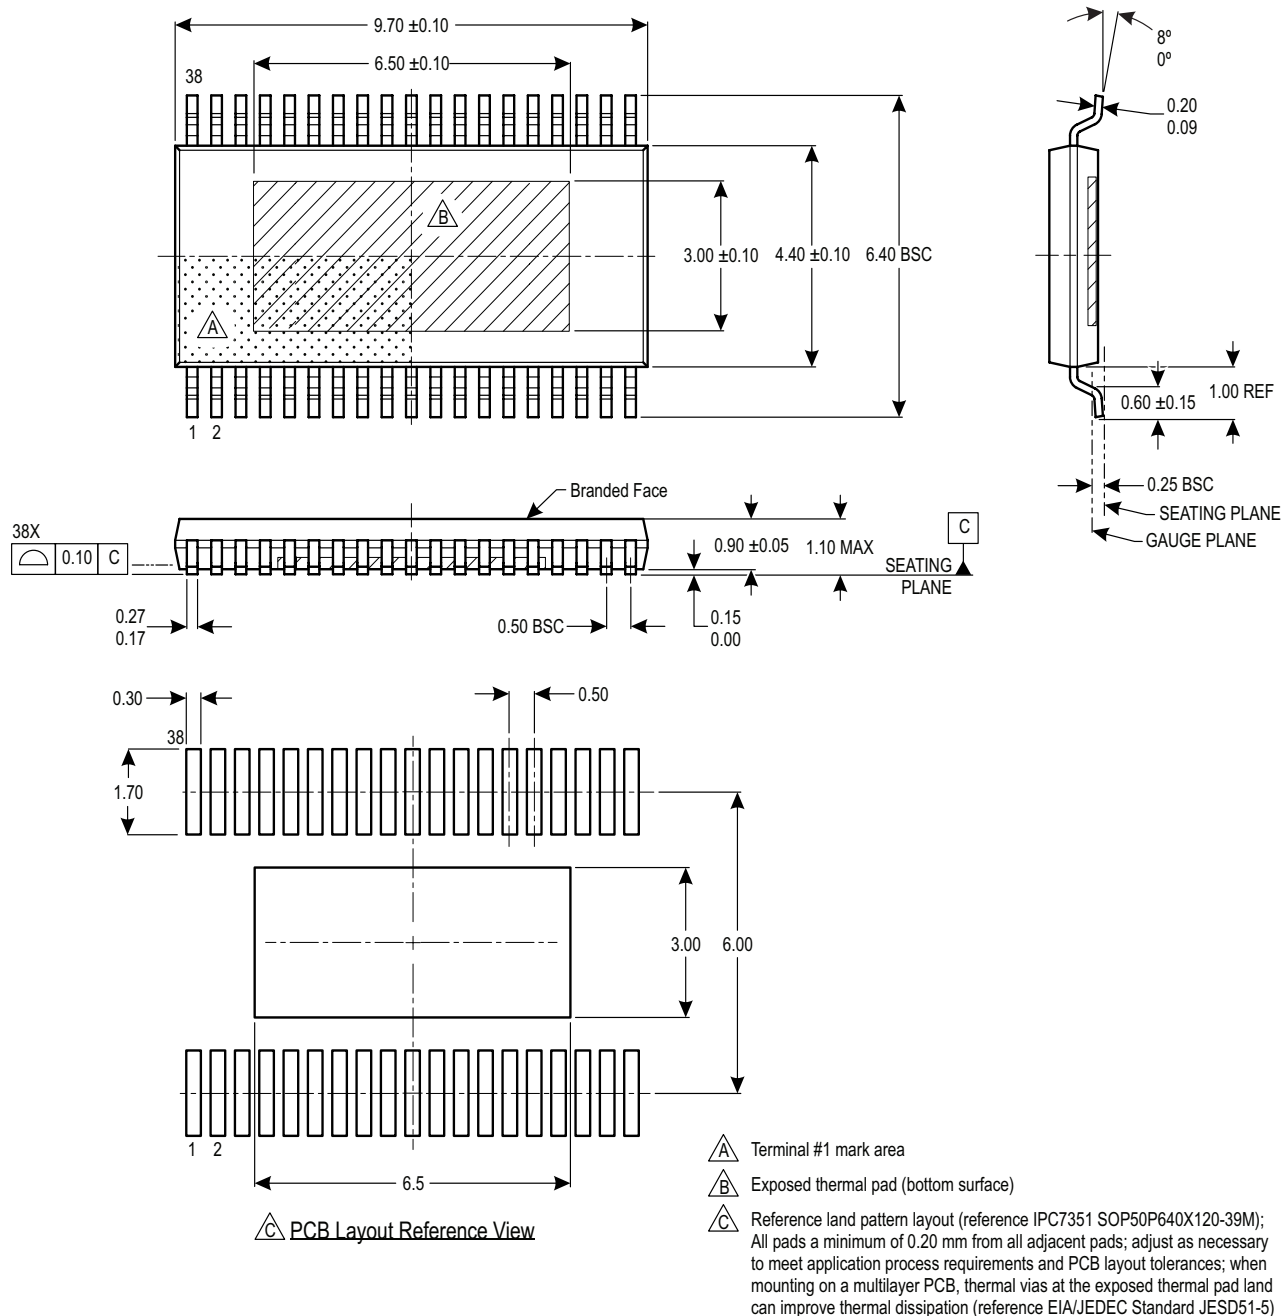 9.70 ±0.10
6.50 ±0.10
38
8º
0º
0.20
0.09
B
3.00 ±0.10
4.40 ±0.10
6.40 BSC
A
1 2
0.60 ±0.15
1.00 REF
0.25 BSC
SEATING PLANE
GAUGE PLANE
Branded Face
38X
0.10 C
0.90 ±0.05
1.10 MAX
C
SEATING
PLANE
0.27
0.17
0.50 BSC
0.15
0.00
0.30
0.50
38
1.70
3.00
6.00
1 2
6.5
C PCB Layout Reference View
A Terminal #1 mark area
B Exposed thermal pad (bottom surface)
C Reference land pattern layout (reference IPC7351 SOP50P640X120-39M);
All pads a minimum of 0.20 mm from all adjacent pads; adjust as necessary
to meet application process requirements and PCB layout tolerances; when
mounting on a multilayer PCB, thermal vias at the exposed thermal pad land
can improve thermal dissipation (reference EIA/JEDEC Standard JESD51-5)